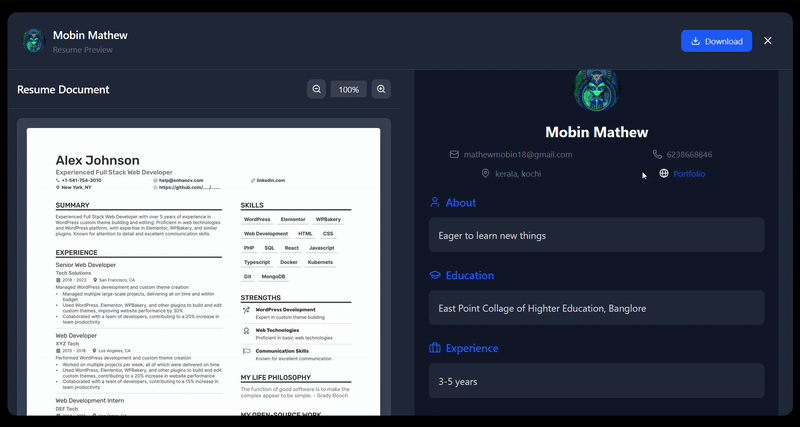 Mobin Mathew
Resume Preview
Download
Resume Document
100%
Alex Johnson
Experienced Full Stack Web Developer
+1-541-754-3010
help@enhancv.com
linkedin.com
New York, NY
https://github.com/..../.....
SUMMARY
Experienced Full Stack Web Developer with over 5 years of experience in
WordPress custom theme building and editing. Proficient in web technologies
and WordPress platform, with expertise in Elementor, WPBakery, and similar
plugins. Known for attention to detail and excellent communication skills.
EXPERIENCE
Senior Web Developer
Tech Solutions
2018 - 2023
San Francisco, CA
Managed WordPress development and custom theme creation
Managed multiple large-scale projects, delivering all on time and within
budget
Used WordPress, Elementor, WPBakery, and other plugins to build and edit
custom themes, improving website performance by 30%
Collaborated with a team of developers, contributing to a 20% increase in
team productivity
Web Developer
XYZ Tech
2015 - 2018
Los Angeles, CA
Performed WordPress development and custom theme creation
Worked on multiple projects per week, all of which were delivered on time
Used WordPress, Elementor, WPBakery, and other plugins to build and edit
custom themes, leading to a 20% increase in website performance
Collaborated with a team of developers, contributing to a 15% increase in
team productivity
Web Development Intern
DEF Tech
SKILLS
WordPress Elementor WPBakery
Web Development HTML CSS
PHP SQL React Javascript
Typescript Docker Kubernets
Git MongoDB
STRENGTHS
WordPress Development
Expert in custom theme building
Web Technologies
Proficient in basic web technologies
Communication Skills
Known for excellent communication
MY LIFE PHILOSOPHY
The function of good software is to make the
complex appear to be simple. - Grady Booch
MY OPEN-SOURCE WORK
Mobin Mathew
mathewmobin18@gmail.com
6238668846
kerala, kochi
Portfolio
About
Eager to learn new things
Education
East Point Collage of Highter Education, Banglore
Experience
3-5 years